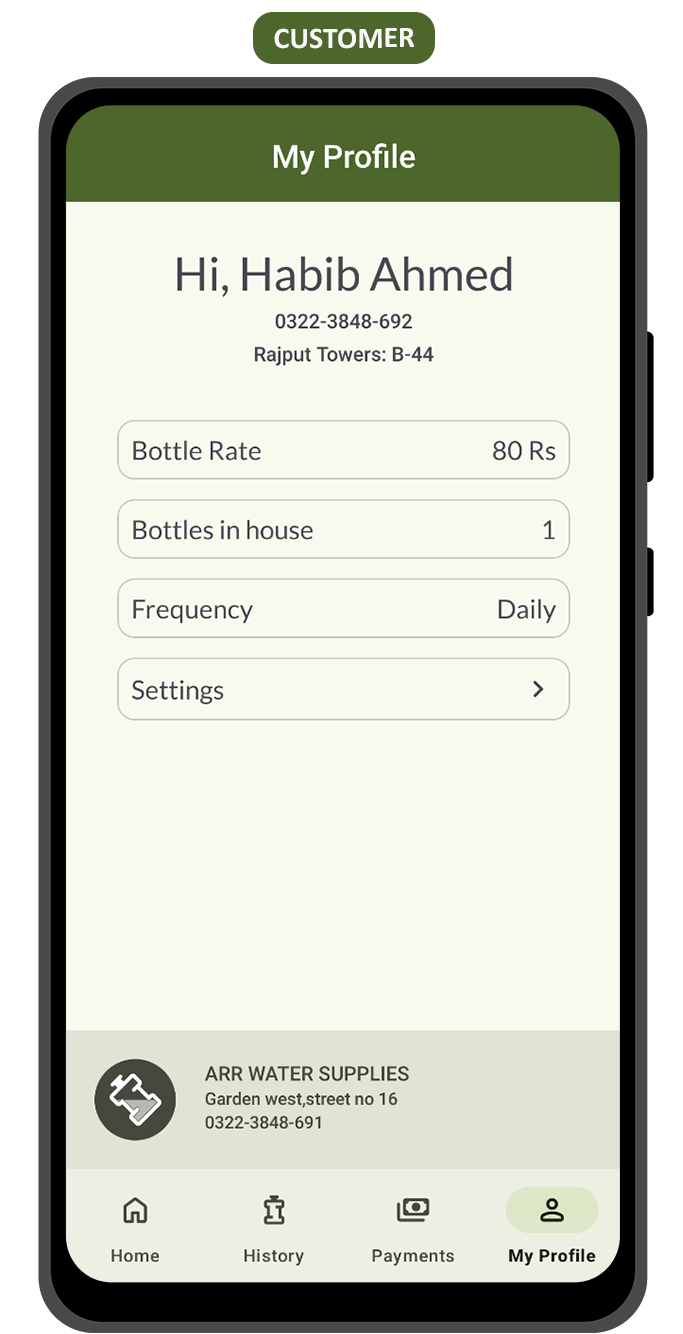 CUSTOMER
My Profile
Hi, Habib Ahmed
0322-3848-692
Rajput Towers: B-44
Bottle Rate 80 Rs
Bottles in house 1
Frequency Daily
Settings
ARR WATER SUPPLIES
Garden west,street no 16
0322-3848-691
Home History Payments My Profile